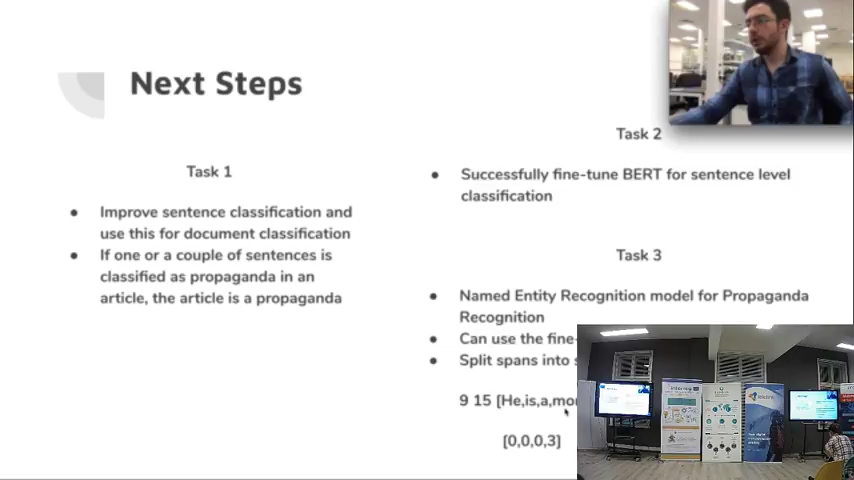 Next Steps
Task 1
Improve sentence classification and
use this for document classification
If one or a couple of sentences is
classified as propaganda in an
article, the article is a propaganda
Task 2
Successfully fine-tune BERT for sentence level
classification
Task 3
Named Entity Recognition model for Propaganda
Recognition
Can use the fine-
Split spans into
9 15 [He,is,a,
[0,0,0,3]